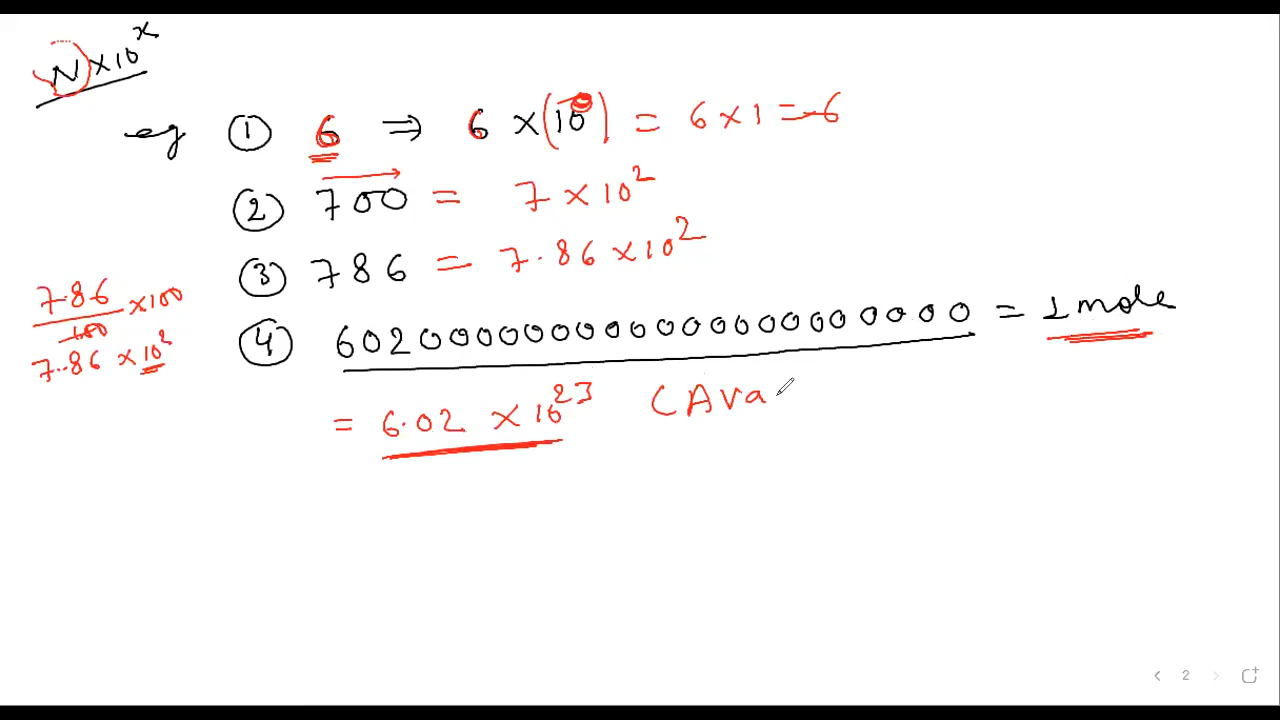 N × 10^x
eg ① 6 ⇒ 6 × (10^0) = 6 × 1 = 6
② 700 = 7 × 10^2
③ 786 = 7.86 × 10^2
7.86/100 × 100
7.86 × 10^2
④ 602000000000000000000000 = 1 mole
= 6.02 × 10^23 (Ava
2